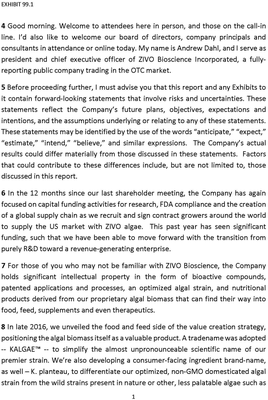 EXHIBIT 99.1
4 Good morning. Welcome to attendees here in person, and those on the call-in
line. I'd also like to welcome our board of directors, company principals and
consultants in attendance or online today. My name is Andrew Dahl, and I serve as
president and chief executive officer of ZIVO Bioscience Incorporated, a fully-
reporting public company trading in the OTC market.
5 Before proceeding further, I must advise you that this report and any Exhibits to
it contain forward-looking statements that involve risks and uncertainties. These
statements reflect the Company's future plans, objectives, expectations and
intentions, and the assumptions underlying or relating to any of these statements.
These statements may be identified by the use of the words "anticipate," "expect,"
"estimate," "intend," "believe," and similar expressions. The Company's actual
results could differ materially from those discussed in these statements. Factors
that could contribute to these differences include, but are not limited to, those
discussed in this report.
6 In the 12 months since our last shareholder meeting, the Company has again
focused on capital funding activities for research, FDA compliance and the creation
of a global supply chain as we recruit and sign contract growers around the world
to supply the US market with ZIVO algae. This past year has seen significant
funding, such that we have been able to move forward with the transition from
purely R&D toward a revenue-generating enterprise.
7 For those of you who may not be familiar with ZIVO Bioscience, the Company
holds significant intellectual property in the form of bioactive compounds,
patented applications and processes, an optimized algal strain, and nutritional
products derived from our proprietary algal biomass that can find their way into
food, feed, supplements and even therapeutics.
8 In late 2016, we unveiled the food and feed side of the value creation strategy,
positioning the algal biomass itself as a valuable product. A tradename was adopted
-- KALGAE™ -- to simplify the almost unpronounceable scientific name of our
premier strain. We're also developing a consumer-facing ingredient brand-name,
as well – K. planteau, to differentiate our optimized, non-GMO domesticated algal
strain from the wild strains present in nature or other, less palatable algae such as
1